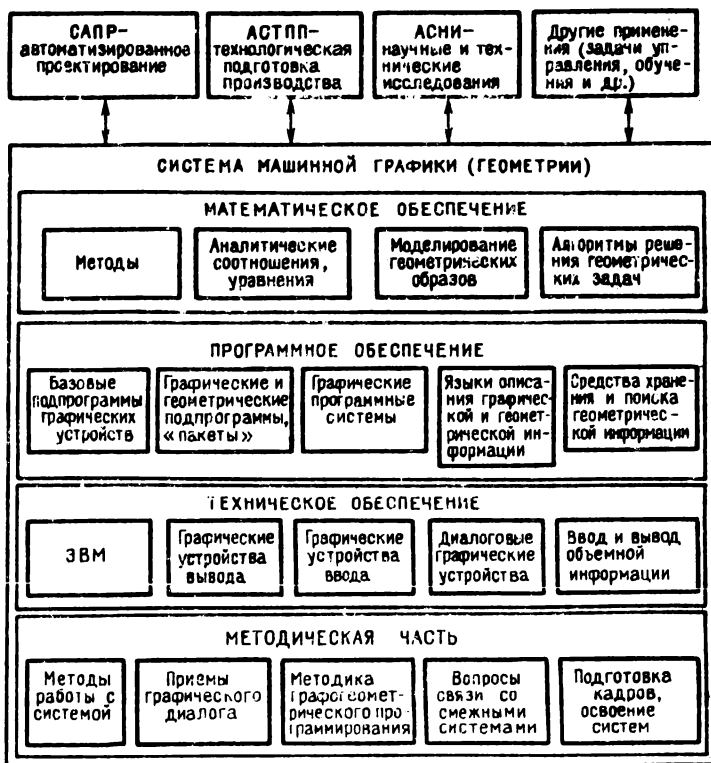 САПР-
автоматизированное
проектирование
АСТПП-
технологическая
подготовка
производства
АСНИ-
научные и тех-
нические
исследования
Другие примене-
ния (задачи уп-
равления, обуче-
ния и др.)
СИСТЕМА МАШИННОЙ ГРАФИКИ (ГЕОМЕТРИИ)
МАТЕМАТИЧЕСКОЕ ОБЕСПЕЧЕНИЕ
Методы
Аналитические
соотношения,
уравнения
Моделирование
геометрических
образов
Алгоритмы реше-
ния геометричес-
ких задач
ПРОГРАММНОЕ ОБЕСПЕЧЕНИЕ
Базовые
подпрограммы
графических
устройств
Графические и
геометрические
подпрограммы,
«пакеты»
Графические
программные
системы
Языки описа-
ния графичес-
кой и геомет-
рической ин-
формации
Средства хране-
ния и поиска
геометричес-
кой информации
ТЕХНИЧЕСКОЕ ОБЕСПЕЧЕНИЕ
ЭВМ
Графические
устройства
вывода
Графические
устройства
ввода
Диалоговые
графические
устройства
Ввод и вывод
объемной
информации
МЕТОДИЧЕСКАЯ ЧАСТЬ
Методы
работы с
системой
Приемы
графического
диалога
Методика
графогеомет-
рического про-
граммирования
Вопросы
связи со
смежными
системами
Подготовка
кадров,
освоение
систем